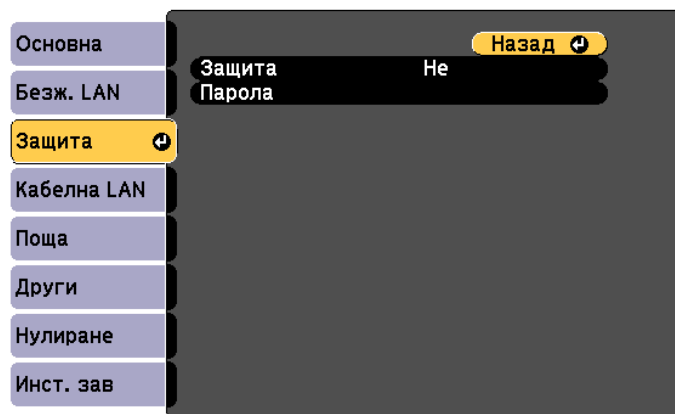 Основна
Безж. LAN
Защита
Кабелна LAN
Поща
Други
Нулиране
Инст. зав
Назад
Защита Не
Парола